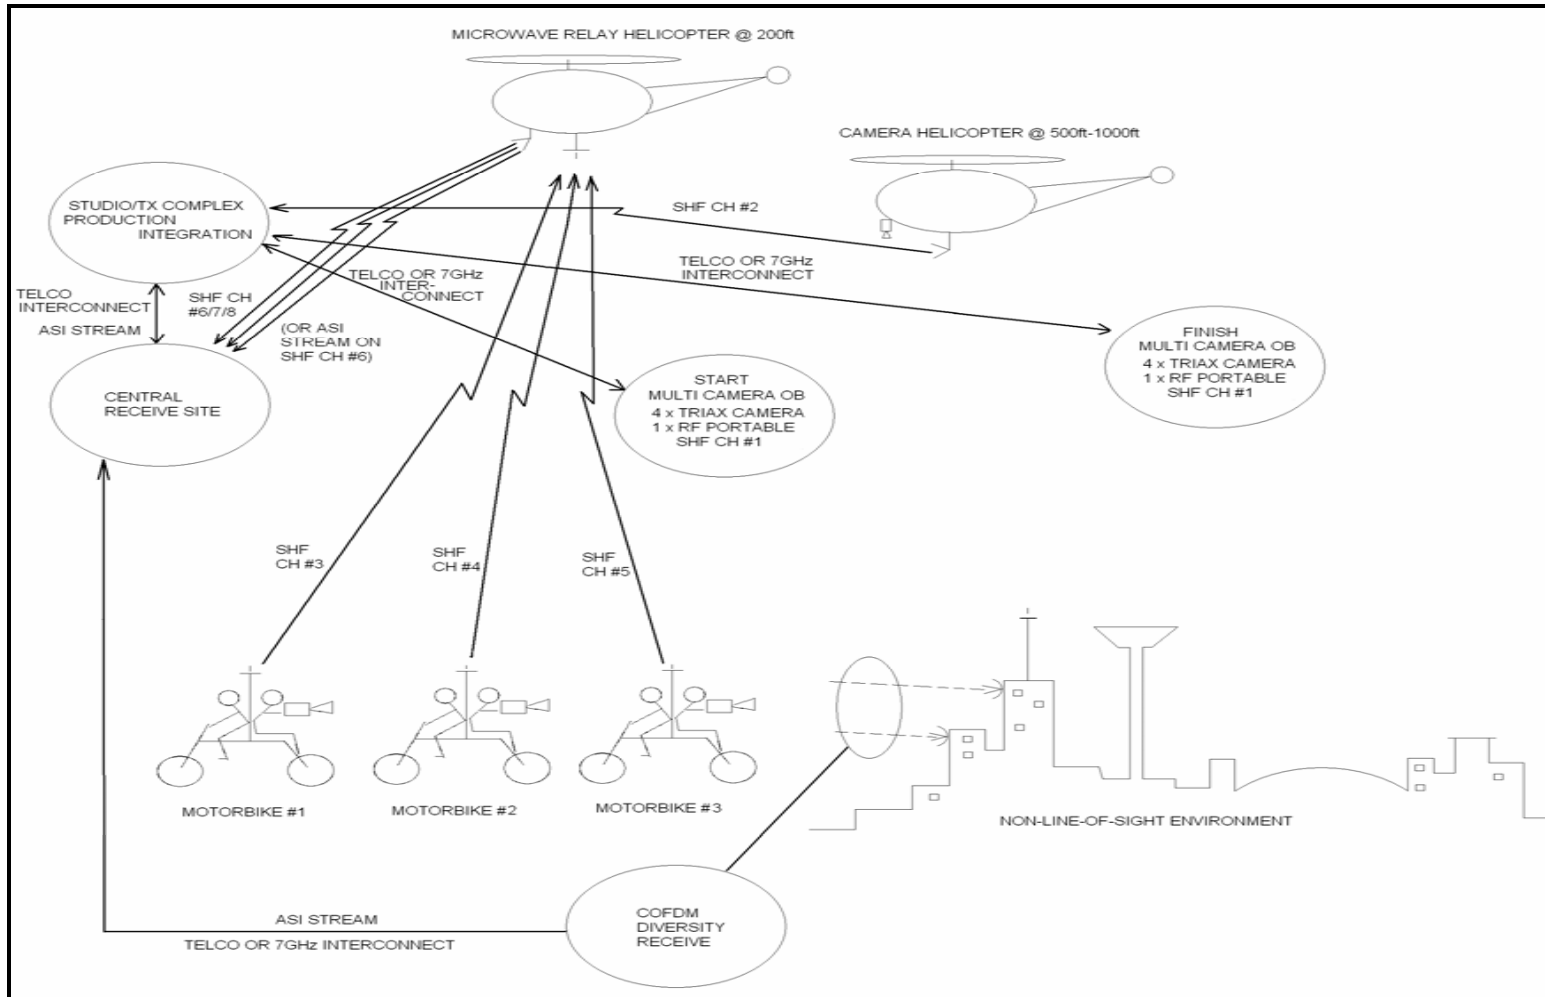 MICROWAVE RELAY HELICOPTER @ 200ft
CAMERA HELICOPTER @ 500ft-1000ft
STUDIO/TX COMPLEX
PRODUCTION
INTEGRATION
SHF CH #2
TELCO OR 7GHz
INTERCONNECT
TELCO OR 7GHz
INTER-
CONNECT
TELCO
INTERCONNECT
ASI STREAM
SHF CH
#6/7/8
(OR ASI
STREAM ON
SHF CH #6)
FINISH
MULTI CAMERA OB
4 x TRIAX CAMERA
1 x RF PORTABLE
SHF CH #1
START
MULTI CAMERA OB
4 x TRIAX CAMERA
1 x RF PORTABLE
SHF CH #1
CENTRAL
RECEIVE SITE
SHF
CH #3
SHF
CH #4
SHF
CH #5
MOTORBIKE #1
MOTORBIKE #2
MOTORBIKE #3
NON-LINE-OF-SIGHT ENVIRONMENT
COFDM
DIVERSITY
RECEIVE
ASI STREAM
TELCO OR 7GHz INTERCONNECT